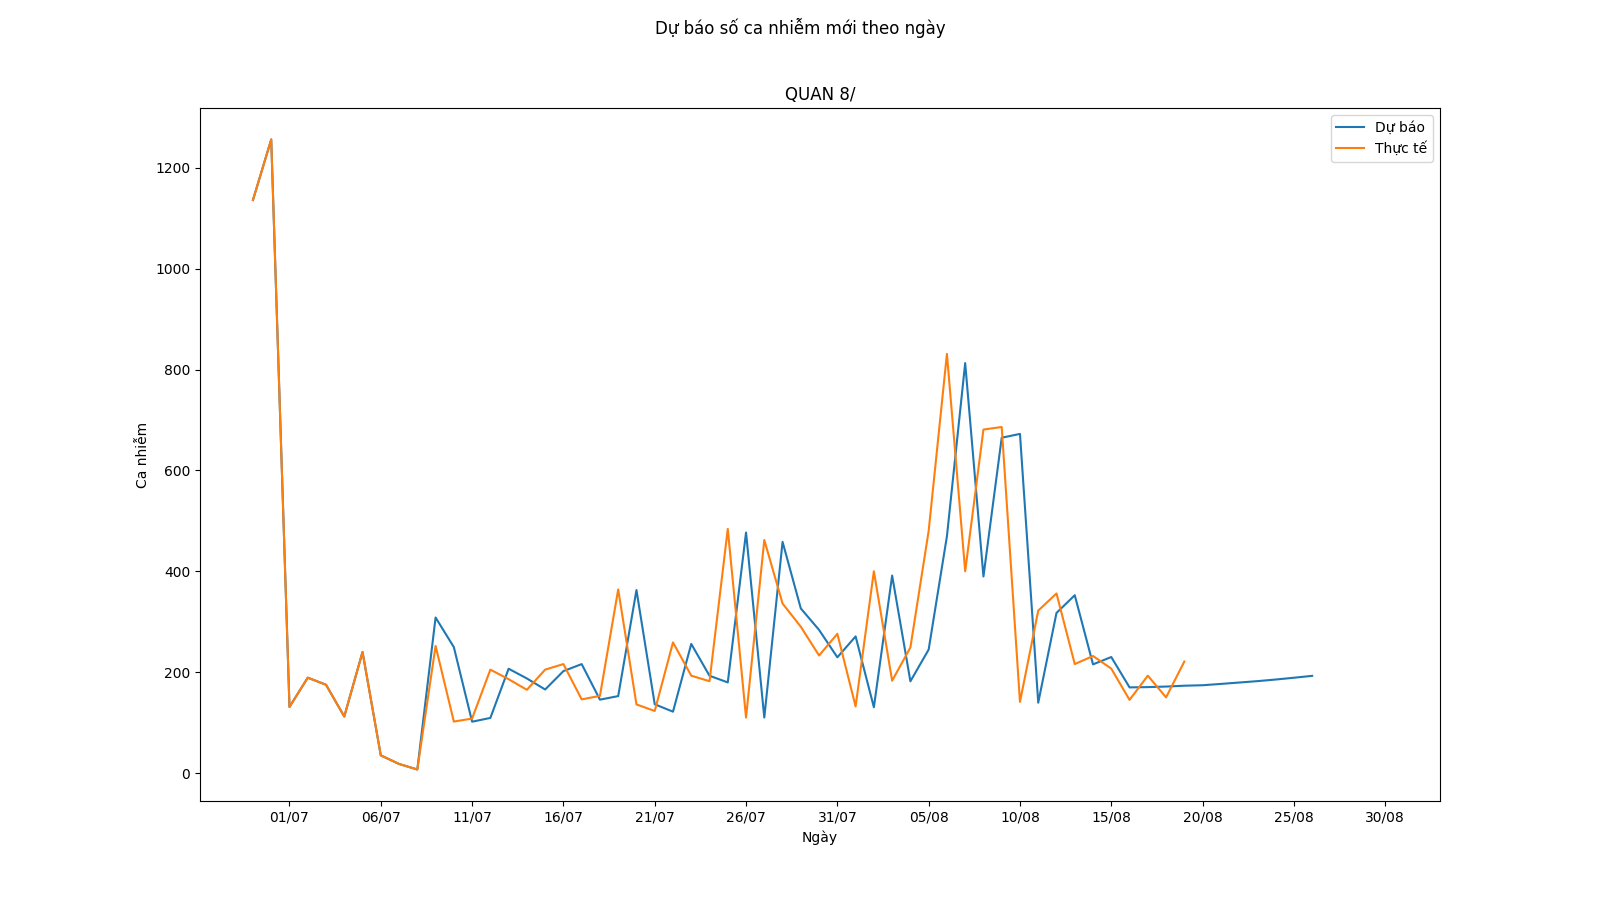 Dự báo số ca nhiễm mới theo ngày
QUAN 8/
Dự báo
Thực tế
1200
1000
800
600
400
200
0
Ca nhiễm
01/07 06/07 11/07 16/07 21/07 26/07 31/07 05/08 10/08 15/08 20/08 25/08 30/08
Ngày